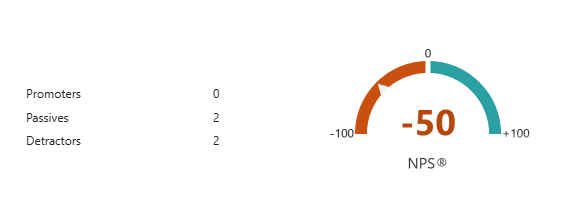 Promoters 0
Passives 2
Detractors 2
0
-100 -50 +100
NPS®